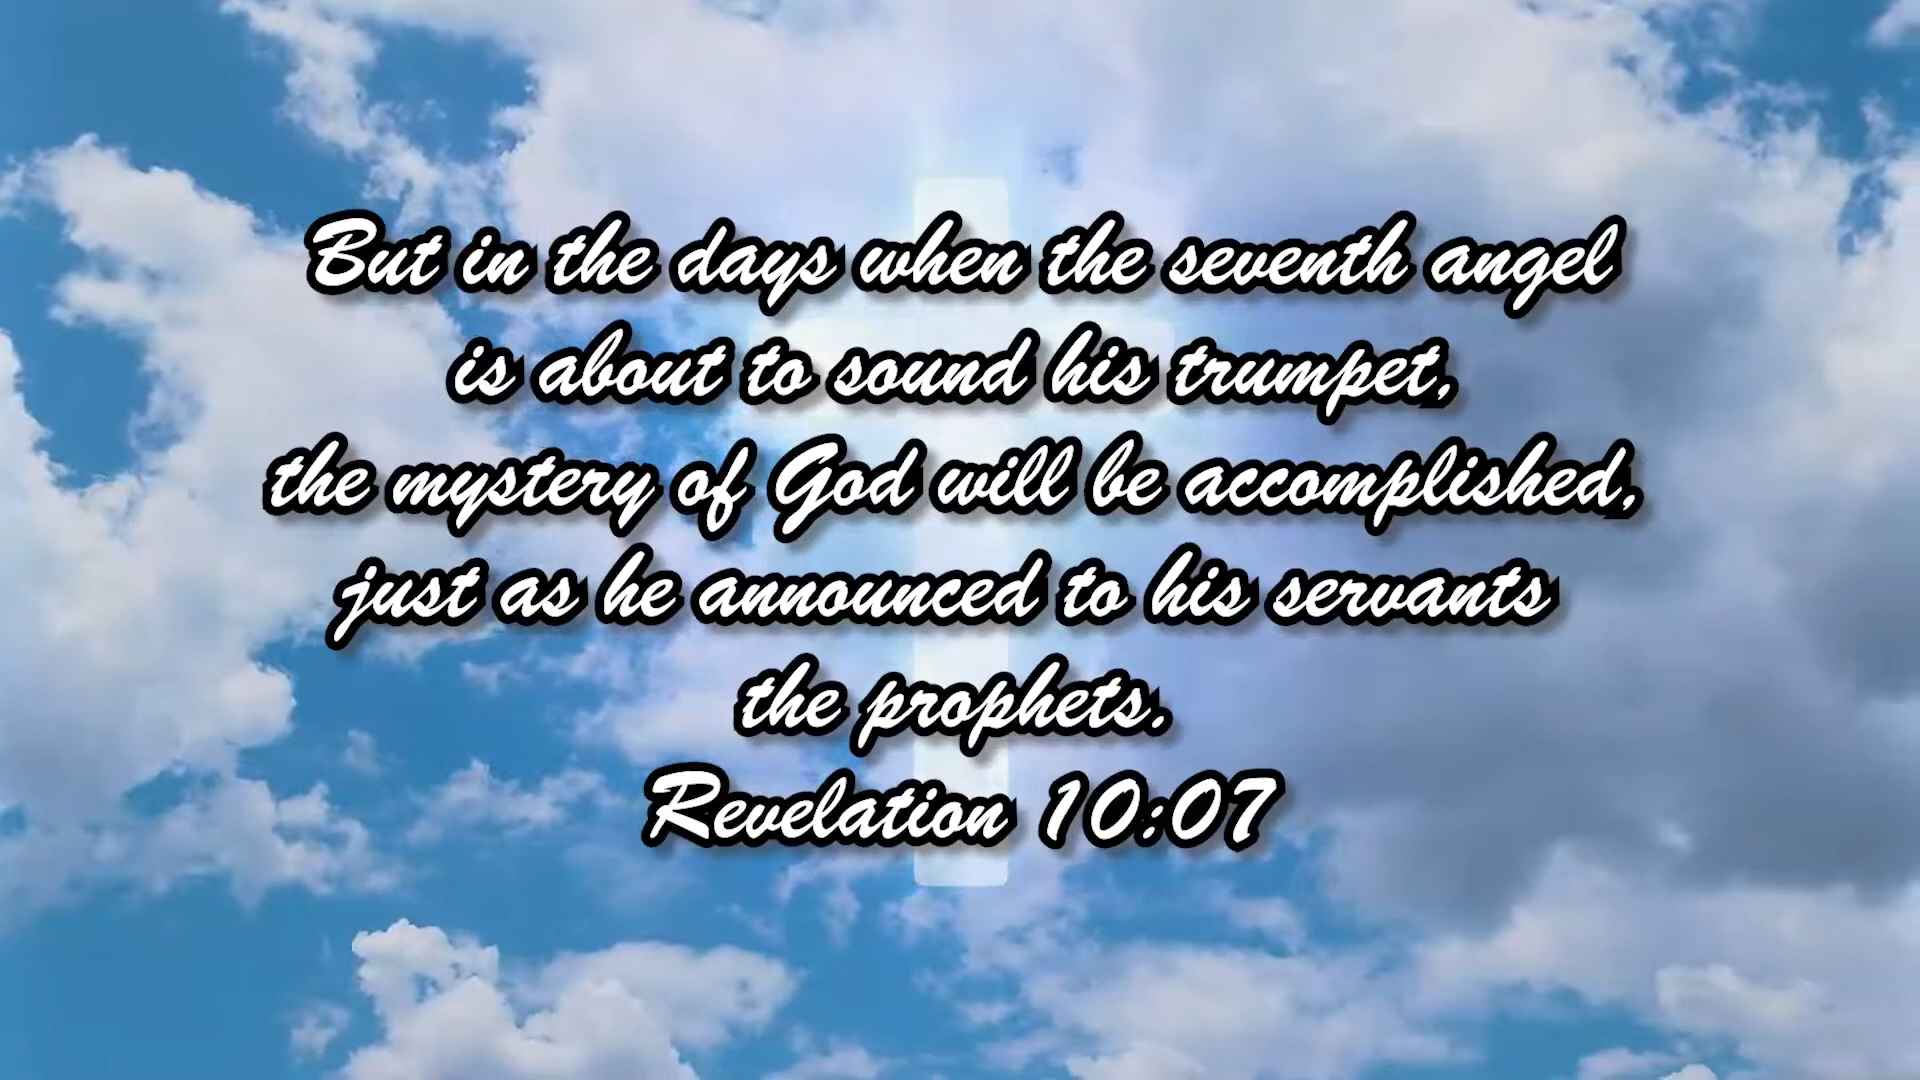 But in the days when the seventh angel
is about to sound his trumpet,
the mystery of God will be accomplished,
just as he announced to his servants
the prophets.
Revelation 10:07